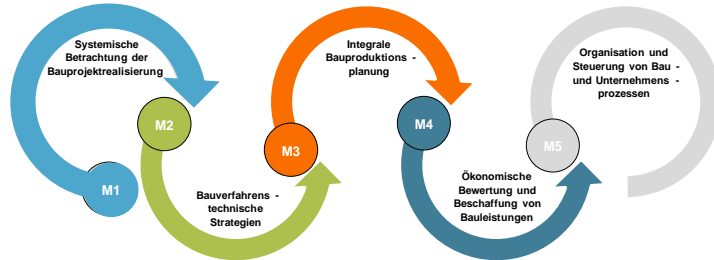 Systemische
Betrachtung der
Bauprojektrealisierung
M1
M2
Bauverfahrens -
technische
Strategien
Integrale
Bauproduktions -
planung
M3
M4
Ökonomische
Bewertung und
Beschaffung von
Bauleistungen
Organisation und
Steuerung von Bau -
und Unternehmens -
prozessen
M5